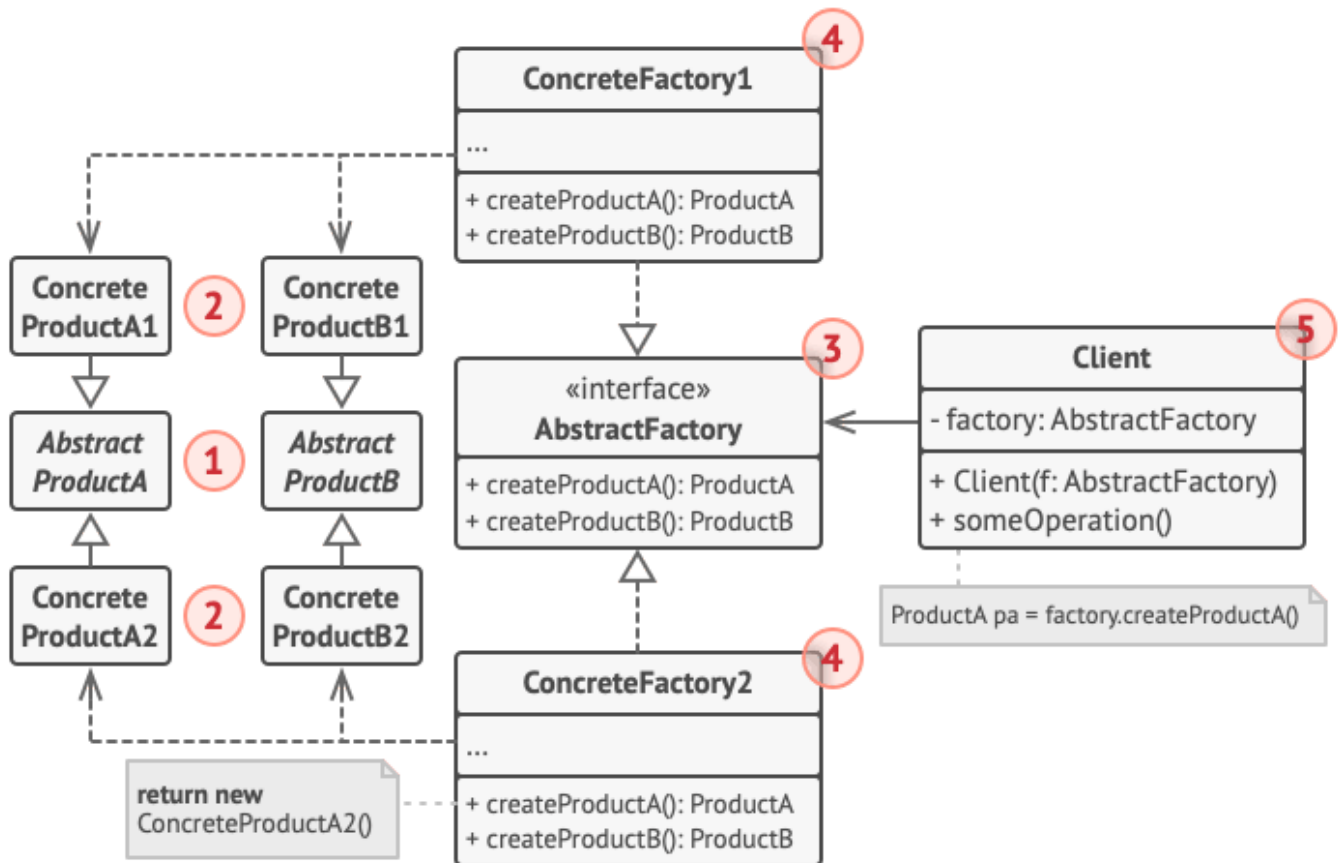 4
ConcreteFactory1
...
+ createProductA(): ProductA
+ createProductB(): ProductB
Concrete
ProductA1
2
Concrete
ProductB1
3
«interface»
AbstractFactory
+ createProductA(): ProductA
+ createProductB(): ProductB
5
Client
- factory: AbstractFactory
+ Client(f: AbstractFactory)
+ someOperation()
Abstract
ProductA
1
Abstract
ProductB
Concrete
ProductA2
2
Concrete
ProductB2
ProductA pa = factory.createProductA()
4
ConcreteFactory2
...
+ createProductA(): ProductA
+ createProductB(): ProductB
return new
ConcreteProductA2()